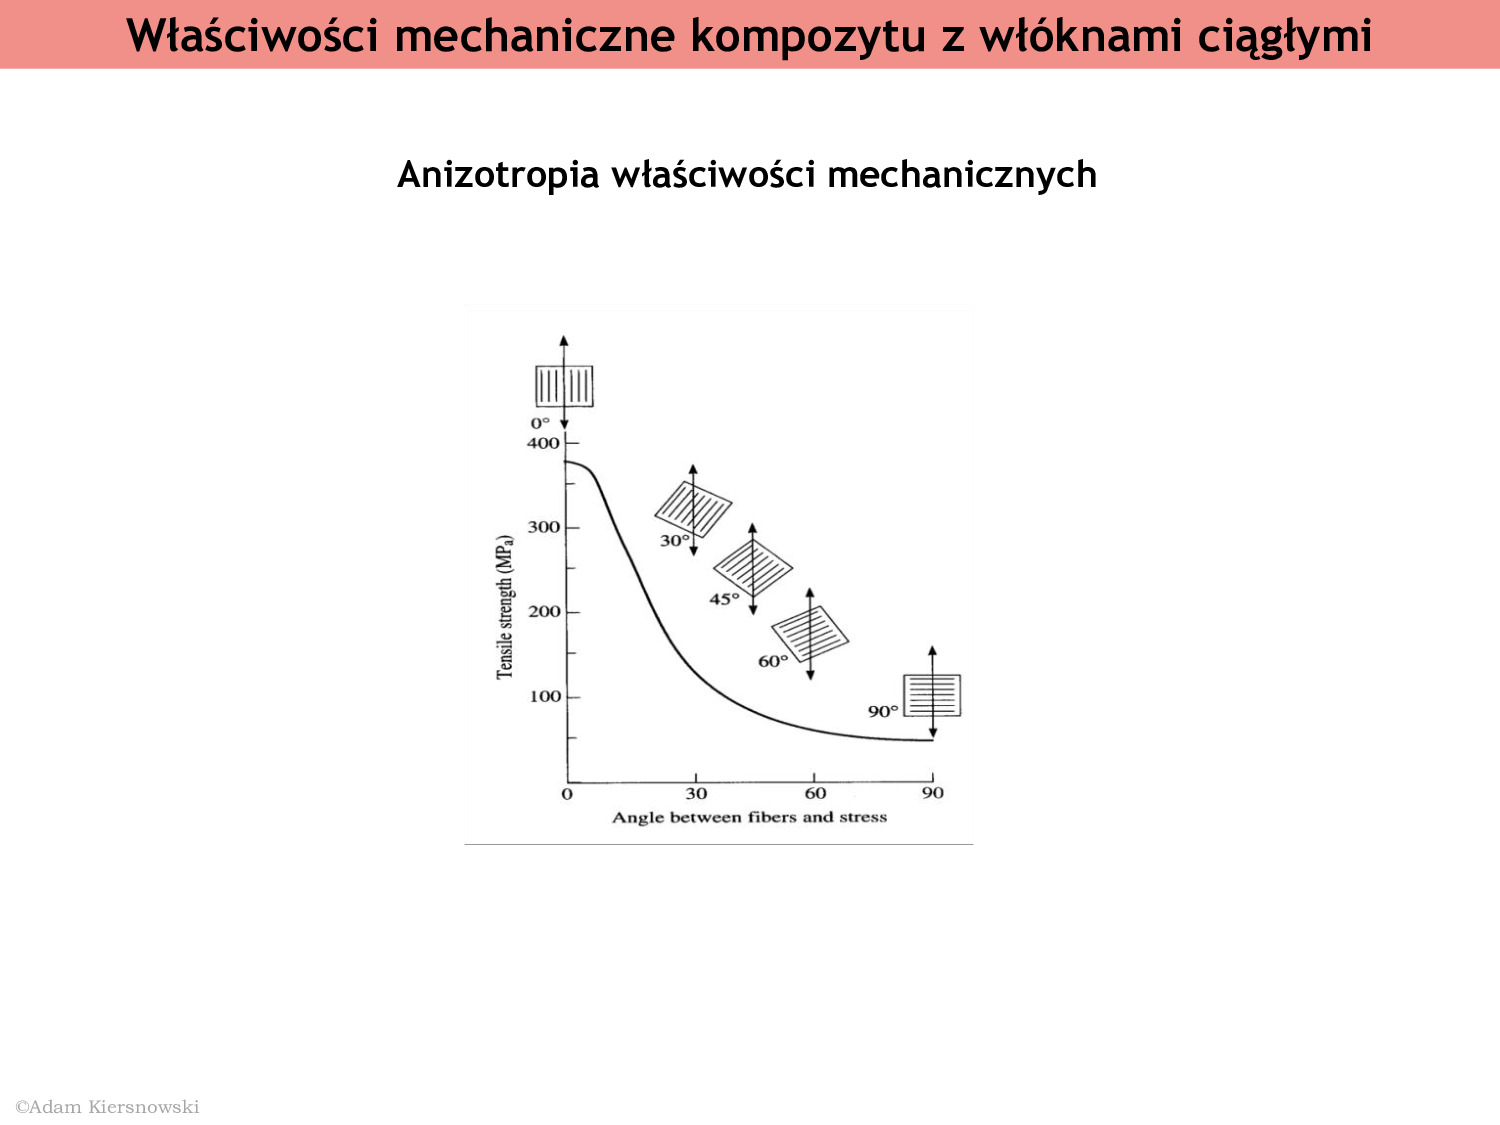 Właściwości mechaniczne kompozytu z włóknami ciągłymi
Anizotropia właściwości mechanicznych
0°
400
300
30°
45°
Tensile strength (MPa)
200
60°
100
90°
0
30
60
90
Angle between fibers and stress
©Adam Kiersnowski